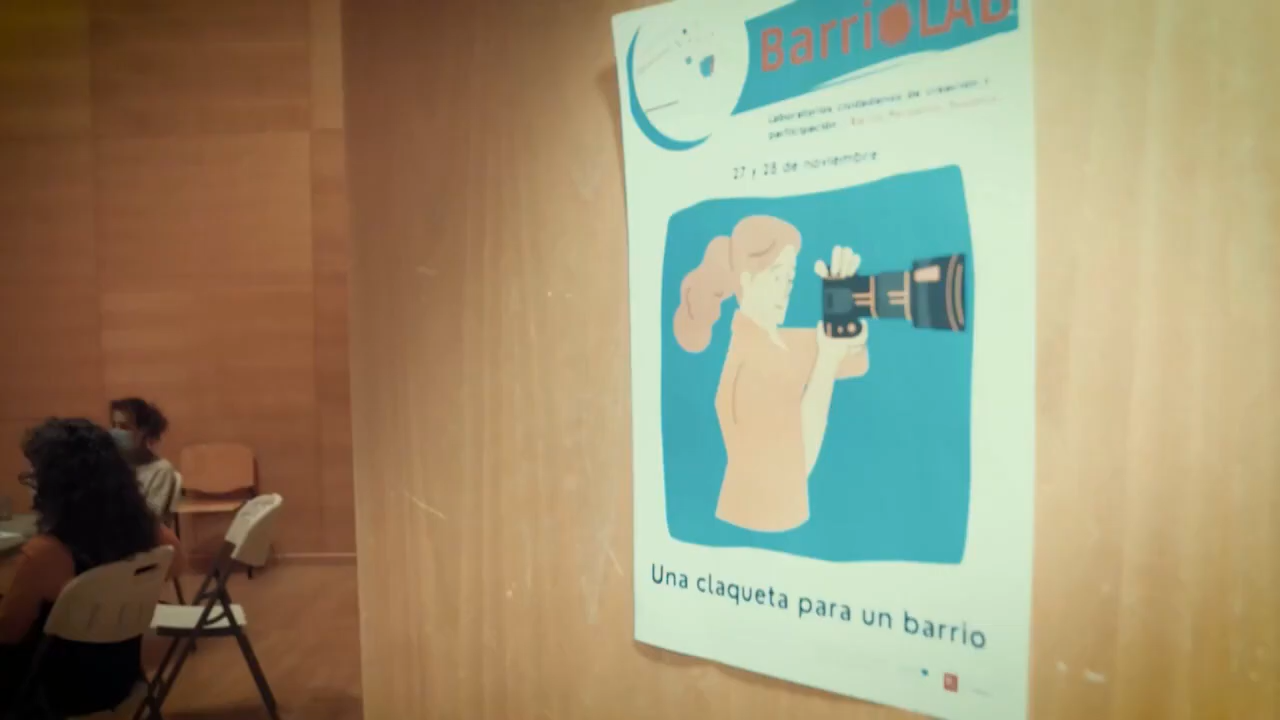 BarrioLAB
Laboratorios ciudadanos de creación y
participación.
27 y 28 de noviembre
Una claqueta para un barrio